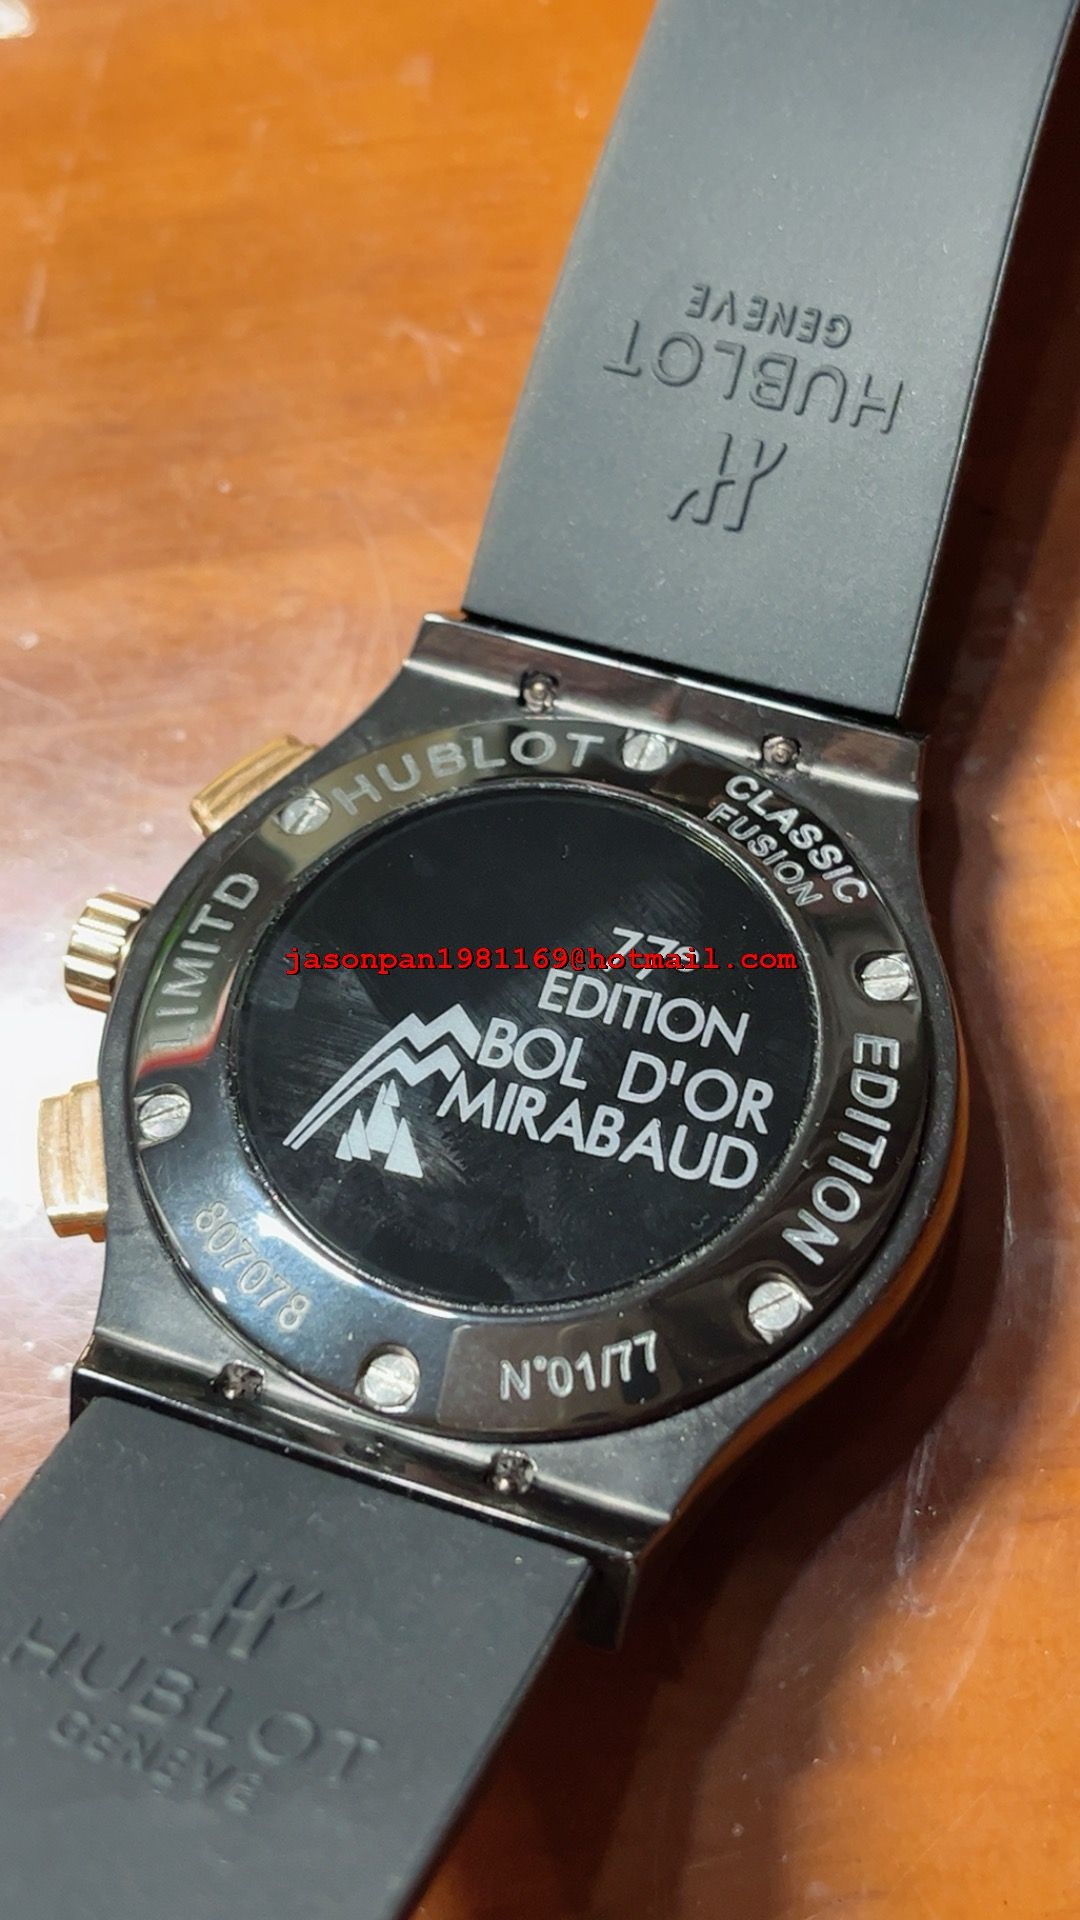 HUBLOT
GENEVE
HUBLOT
CLASSIC
FUSION
LIMITD
EDITION
jasonpan1981169@hotmail.com
EDITION
BOL D'OR
MIRABAUD
807078
N°01/77
HUBLOT
GENEVE